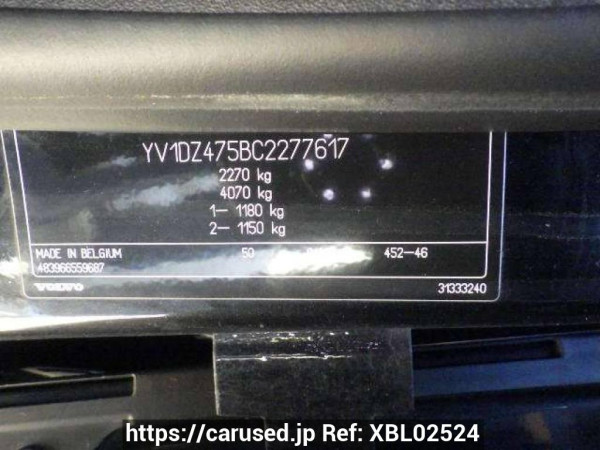 YV1DZ475BC2277617
2270 kg
4070 kg
1– 1180 kg
2– 1150 kg
MADE IN BELGIUM 50 452–46
483966559687
VOLVO 31333240
https://carused.jp Ref: XBL02524